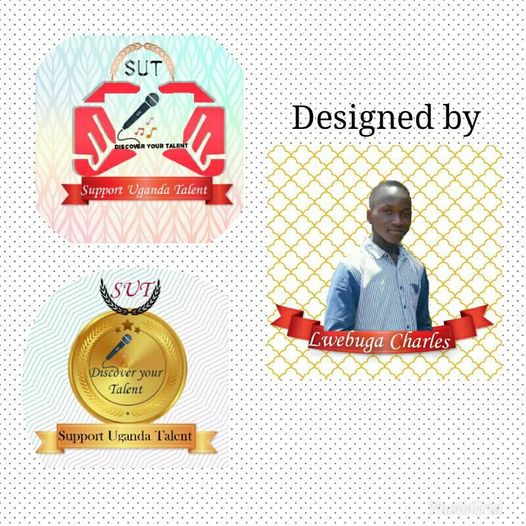 SUT
DISCOVER YOUR TALENT
Support Uganda Talent
Designed by
Lwebuga Charles
SUT
Discover your
Talent
Support Uganda Talent